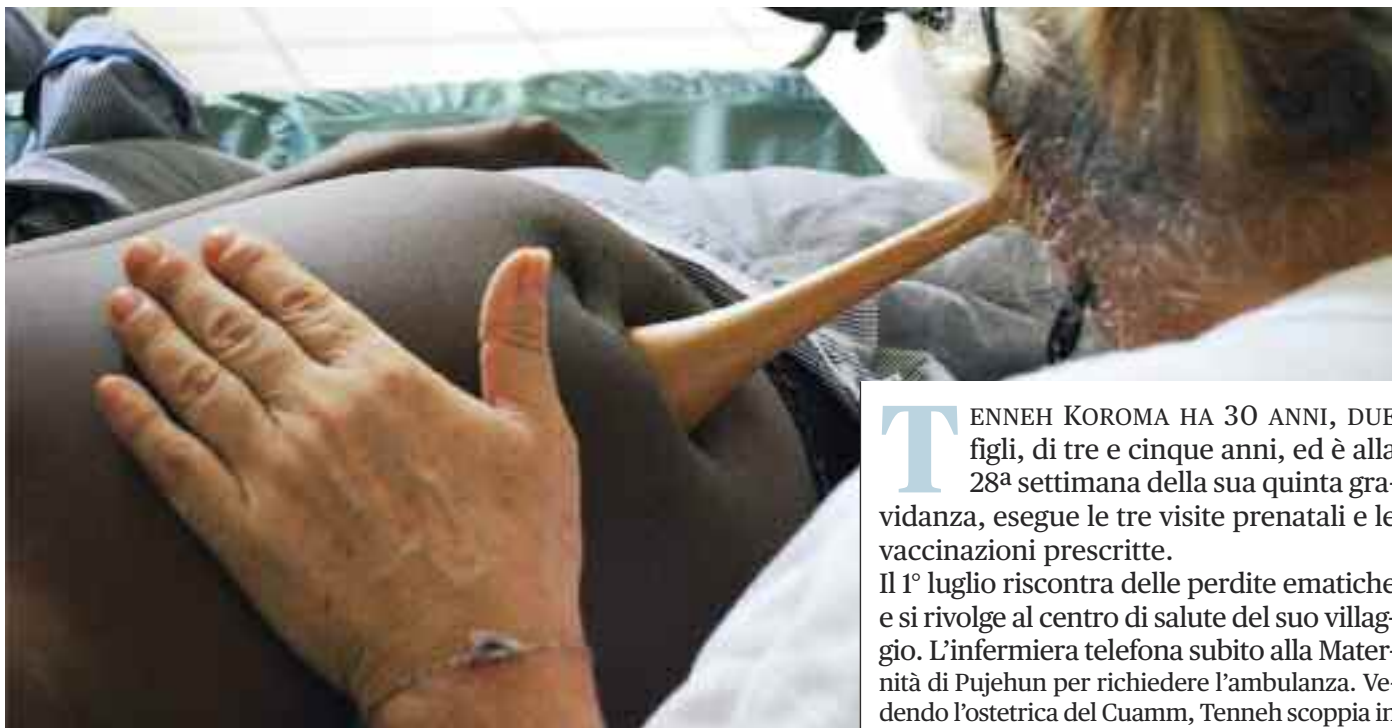 TENNEH KOROMA HA 30 ANNI, DUE
figli, di tre e cinque anni, ed è alla
28ª settimana della sua quinta gra-
vidanza, esegue le tre visite prenatali e le
vaccinazioni prescritte.
Il 1° luglio riscontra delle perdite ematiche
e si rivolge al centro di salute del suo villag-
gio. L'infermiera telefona subito alla Mater-
nità di Pujehun per richiedere l'ambulanza. Ve-
dendo l'ostetrica del Cuamm, Tenneh scoppia in